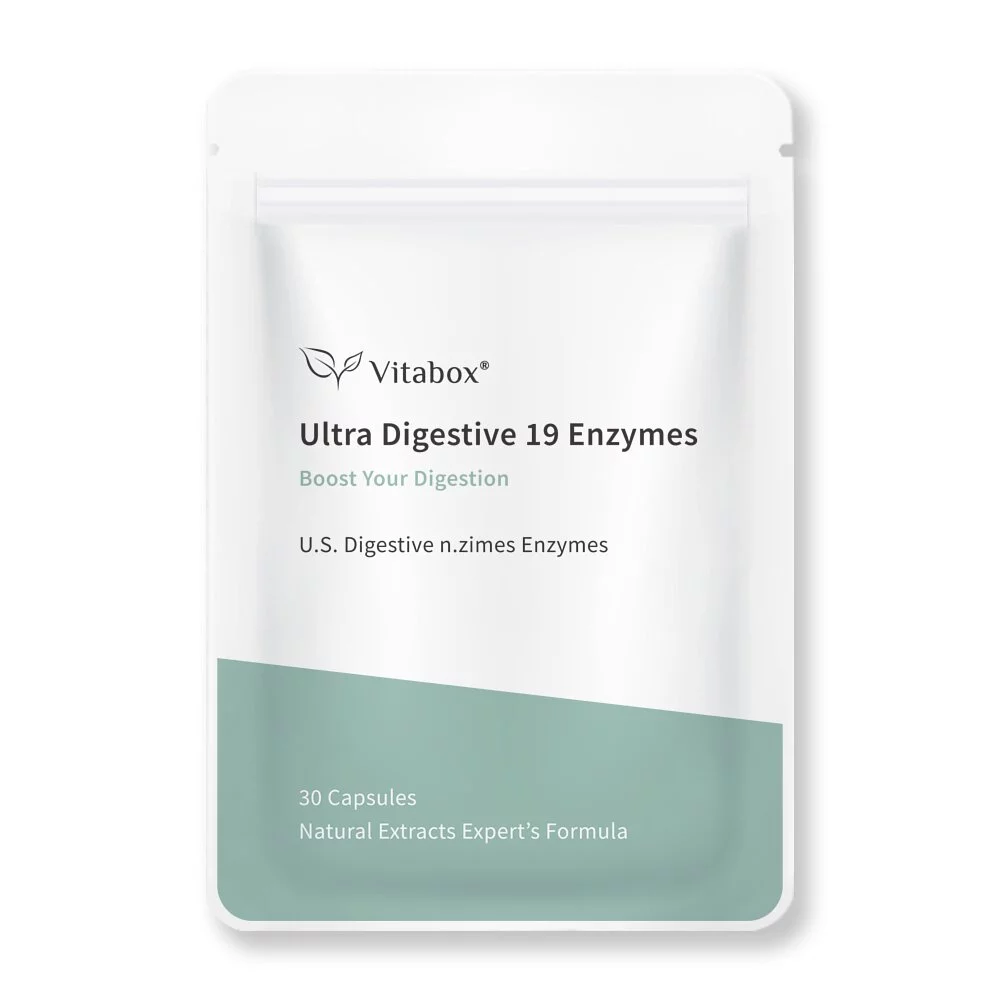 Vitabox®
Ultra Digestive 19 Enzymes
Boost Your Digestion
U.S. Digestive n.zimes Enzymes
30 Capsules
Natural Extracts Expert’s Formula